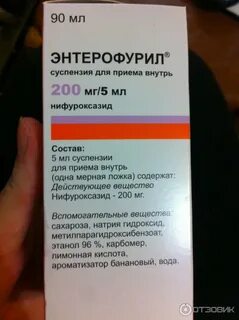 90 мл
ЭНТЕРОФУРИЛ®
суспензия для приема внутрь
200 мг/5 мл
нифуроксазид
Состав:
5 мл суспензии
для приема внутрь
(одна мерная ложка) содержат:
Действующее вещество
Нифуроксазид - 200 мг.
Вспомогательные вещества:
сахароза, натрия гидроксид,
метилпарагидроксибензоат,
этанол 96 %, карбомер,
лимонная кислота,
ароматизатор банановый, вода.
ОТЗОВИК